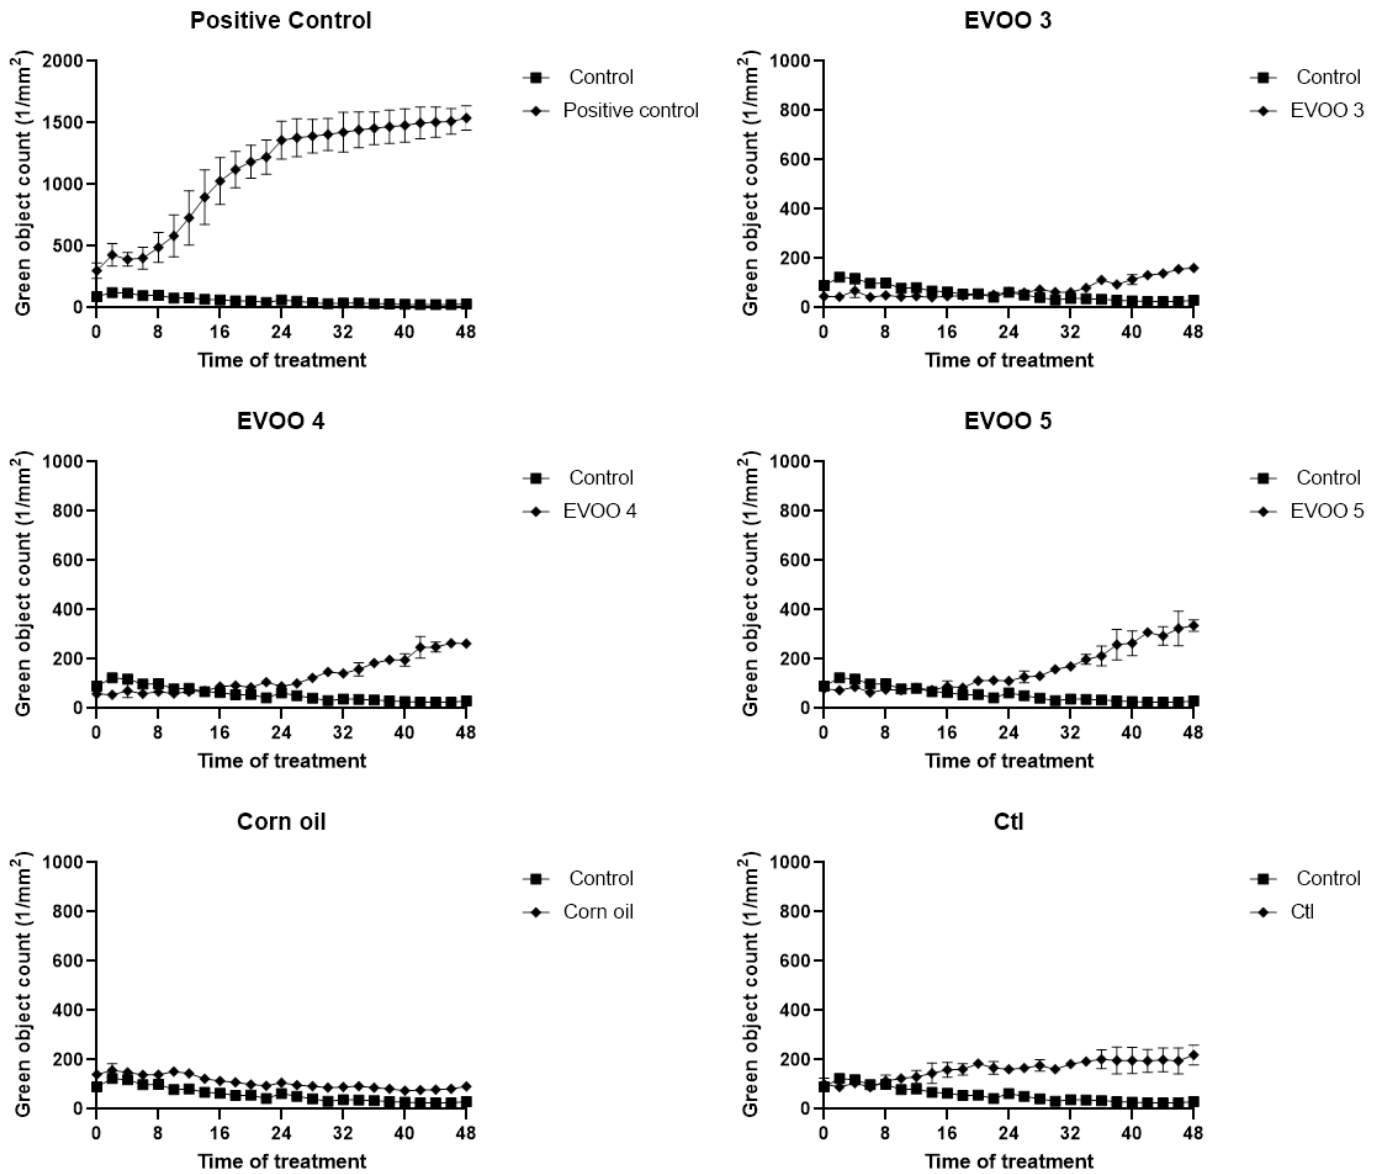 Positive Control
Green object count (1/mm²)
2000
1500
1000
500
0
0 8 16 24 32 40 48
Time of treatment
Control
Positive control
EVOO 3
Green object count (1/mm²)
1000
800
600
400
200
0
0 8 16 24 32 40 48
Time of treatment
Control
EVOO 3
EVOO 4
Green object count (1/mm²)
1000
800
600
400
200
0
0 8 16 24 32 40 48
Time of treatment
Control
EVOO 4
EVOO 5
Green object count (1/mm²)
1000
800
600
400
200
0
0 8 16 24 32 40 48
Time of treatment
Control
EVOO 5
Corn oil
Green object count (1/mm²)
1000
800
600
400
200
0
0 8 16 24 32 40 48
Time of treatment
Control
Corn oil
Ctl
Green object count (1/mm²)
1000
800
600
400
200
0
0 8 16 24 32 40 48
Time of treatment
Control
Ctl